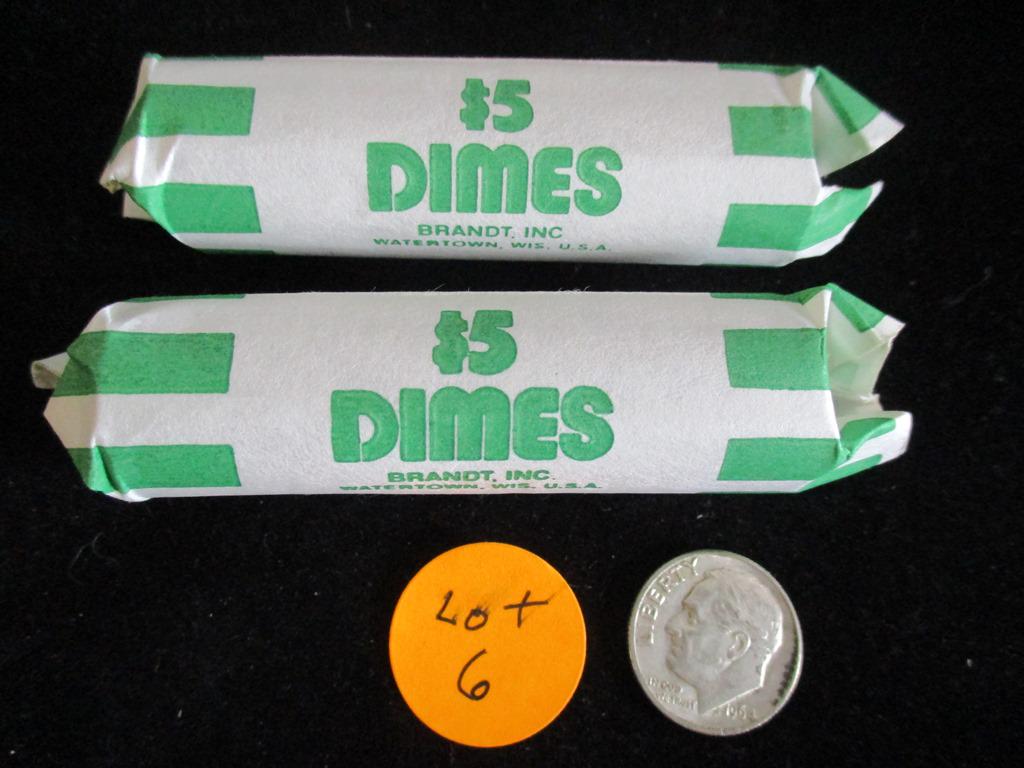 $5
DIMES
BRANDT, INC
WATERTOWN, WIS. U.S.A.
$5
DIMES
BRANDT, INC.
WATERTOWN, WIS. U.S.A.
Lot
6
LIBERTY
IN GOD
WE TRUST